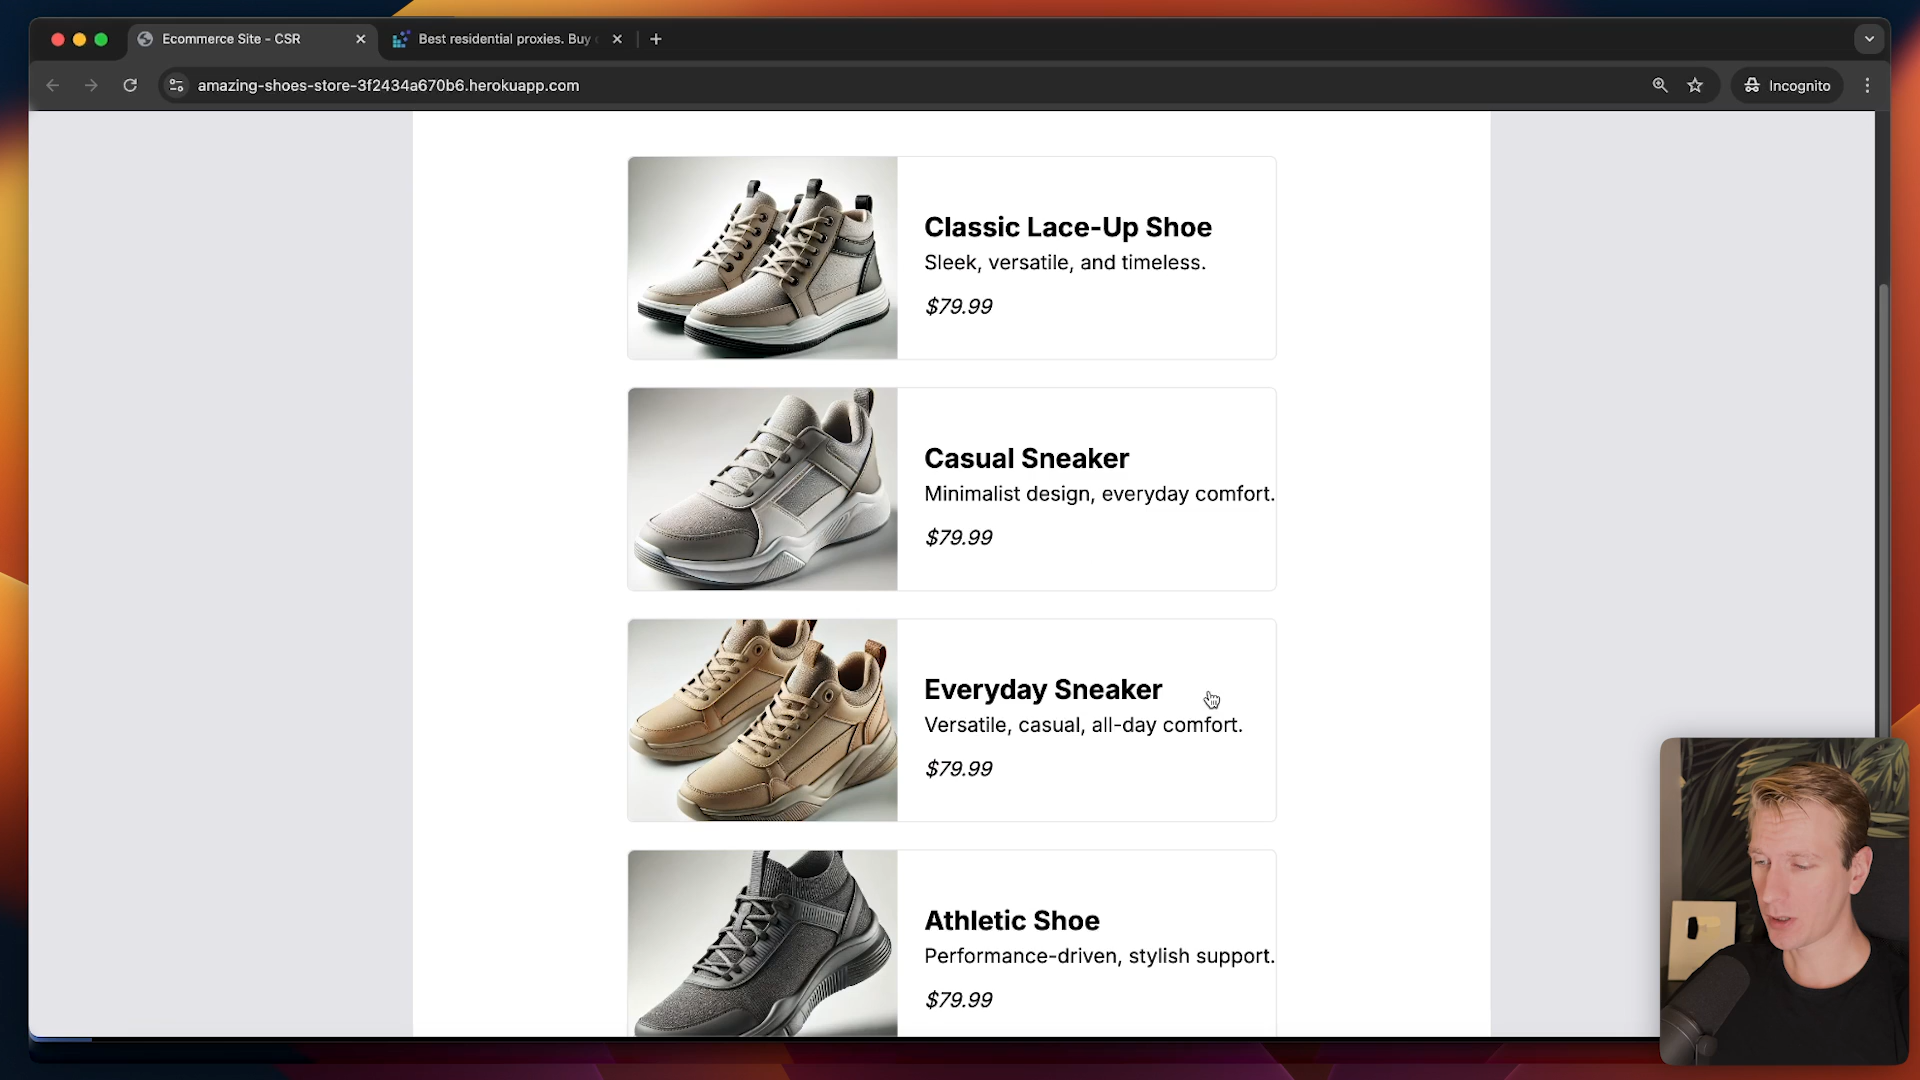 Ecommerce Site - CSR
Best residential proxies. Buy
amazing-shoes-store-3f2434a670b6.herokuapp.com
Incognito
Classic Lace-Up Shoe
Sleek, versatile, and timeless.
$79.99
Casual Sneaker
Minimalist design, everyday comfort.
$79.99
Everyday Sneaker
Versatile, casual, all-day comfort.
$79.99
Athletic Shoe
Performance-driven, stylish support.
$79.99